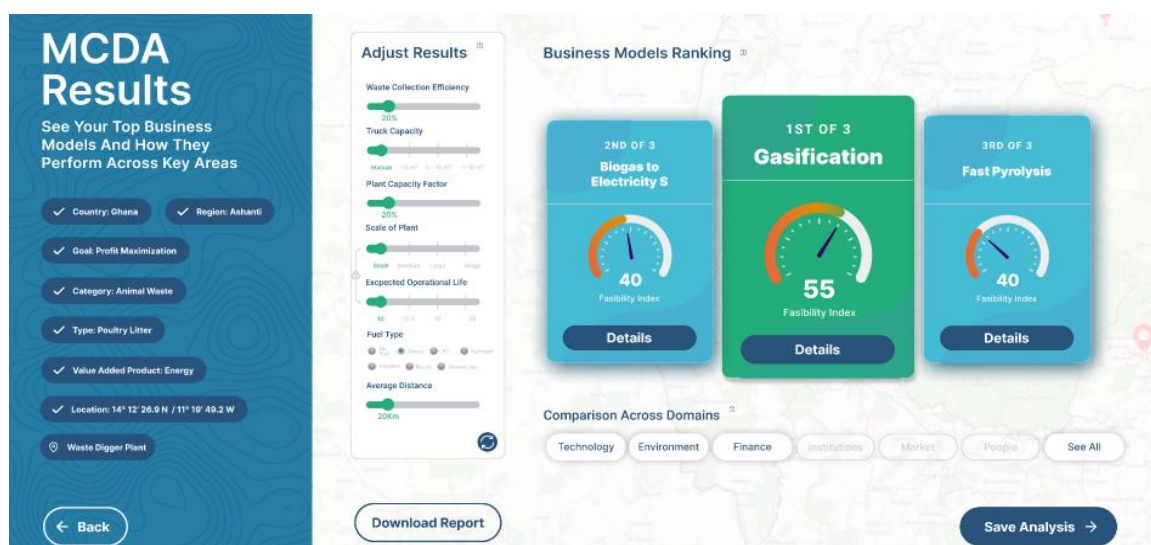 MCDA
Results
See Your Top Business
Models And How They
Perform Across Key Areas
Country: Ghana
Region: Ashanti
Goal: Profit Maximization
Category: Animal Waste
Type: Poultry Litter
Value Added Product: Energy
Location: 14° 12' 26.9 N / 11° 19' 49.2 W
Waste Digger Plant
← Back
Adjust Results
Waste Collection Efficiency
20%
Truck Capacity
Manual
Plant Capacity Factor
20%
Scale of Plant
Small Medium Large Mega
Excpected Operational Life
10
Fuel Type
Diesel
Hydrogen
Average Distance
20Km
Download Report
Business Models Ranking
2ND OF 3
Biogas to
Electricity S
40
Fasibility Index
Details
1ST OF 3
Gasification
55
Fasibility Index
Details
3RD OF 3
Fast Pyrolysis
40
Fasibility Index
Details
Comparison Across Domains
Technology
Environment
Finance
Institutions
Market
People
See All
Save Analysis →